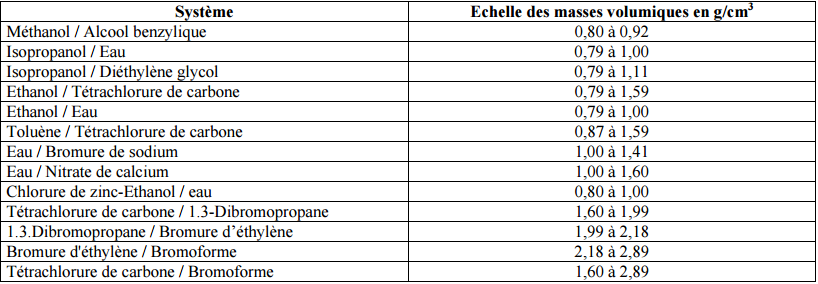 Système Echelle des masses volumiques en g/cm³
Méthanol / Alcool benzylique 0,80 à 0,92
Isopropanol / Eau 0,79 à 1,00
Isopropanol / Diéthylène glycol 0,79 à 1,11
Ethanol / Tétrachlorure de carbone 0,79 à 1,59
Ethanol / Eau 0,79 à 1,00
Toluène / Tétrachlorure de carbone 0,87 à 1,59
Eau / Bromure de sodium 1,00 à 1,41
Eau / Nitrate de calcium 1,00 à 1,60
Chlorure de zinc-Ethanol / eau 0,80 à 1,00
Tétrachlorure de carbone / 1.3-Dibromopropane 1,60 à 1,99
1.3.Dibromopropane / Bromure d’éthylène 1,99 à 2,18
Bromure d'éthylène / Bromoforme 2,18 à 2,89
Tétrachlorure de carbone / Bromoforme 1,60 à 2,89